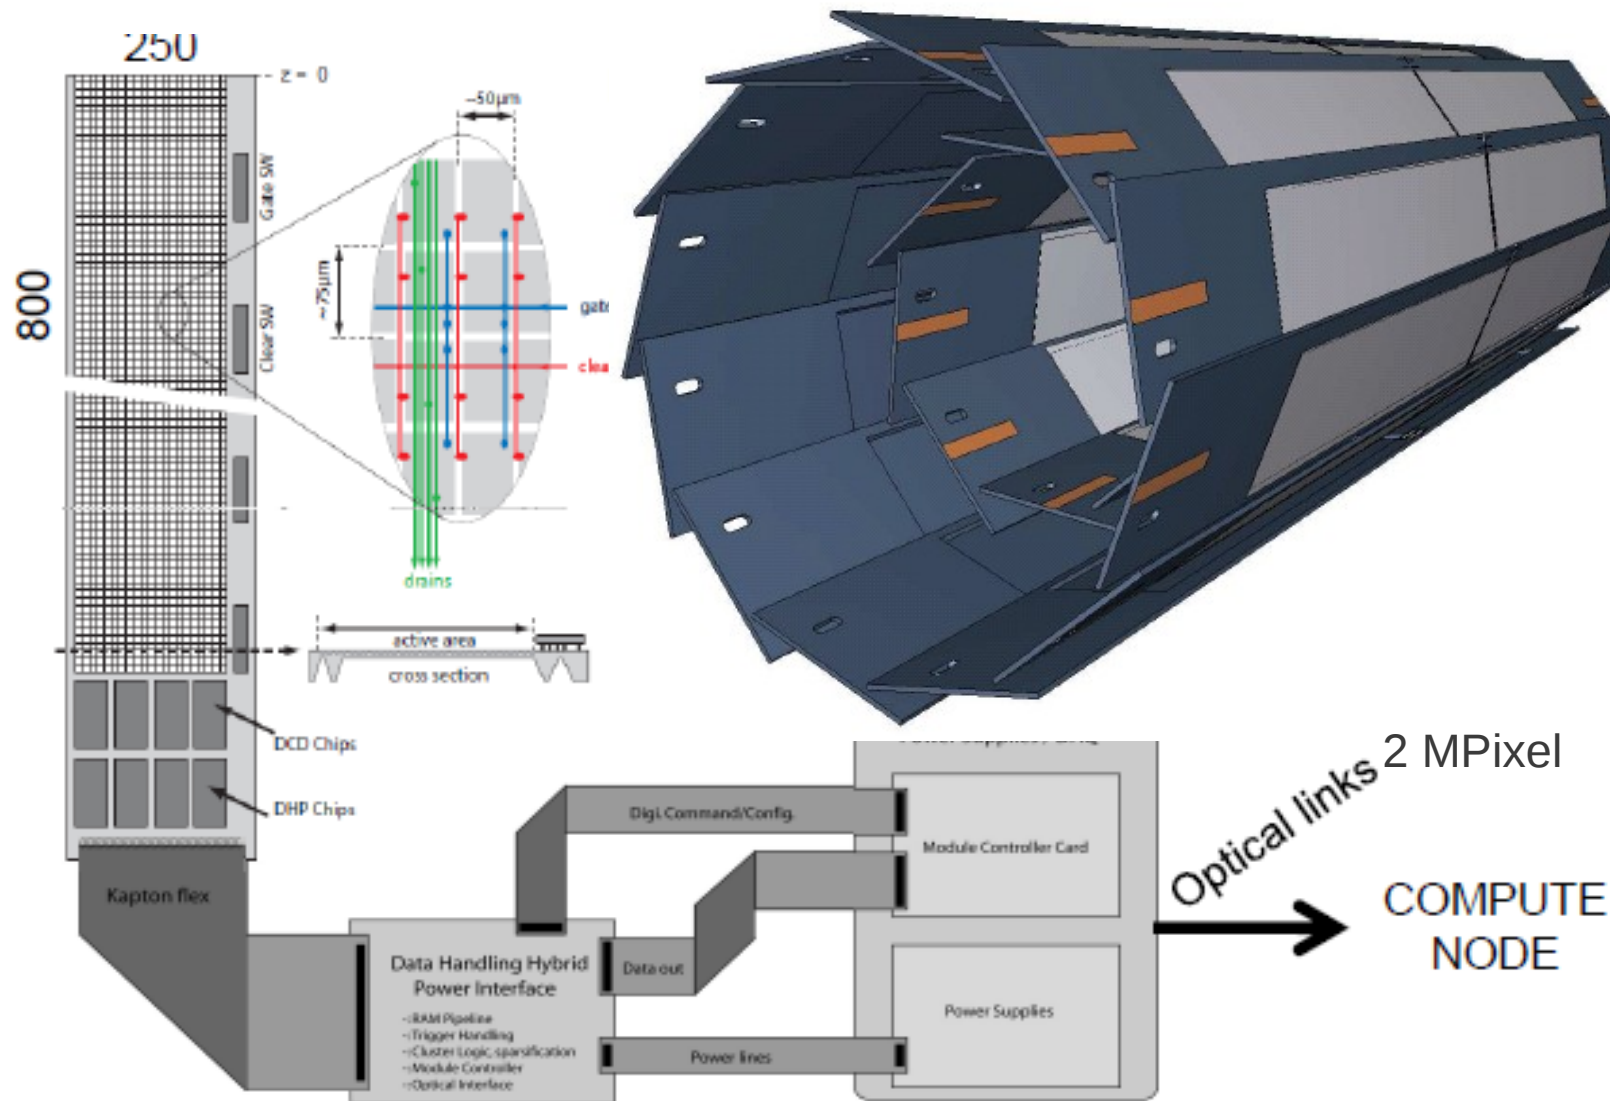 250
z = 0
~50µm
Gate SW
Clear SW
800
~75µm
drains
active area
cross section
DCD Chips
DHP Chips
Kapton flex
Digi. Command/Config.
Data Handling Hybrid
Power Interface
-:RAM Pipeline
-:Trigger Handling
-:Cluster Logic, sparsification
-:Module Controller
-:Optical Interface
Data out
Power lines
Module Controller Card
Power Supplies
Optical links
2 MPixel
COMPUTE
NODE